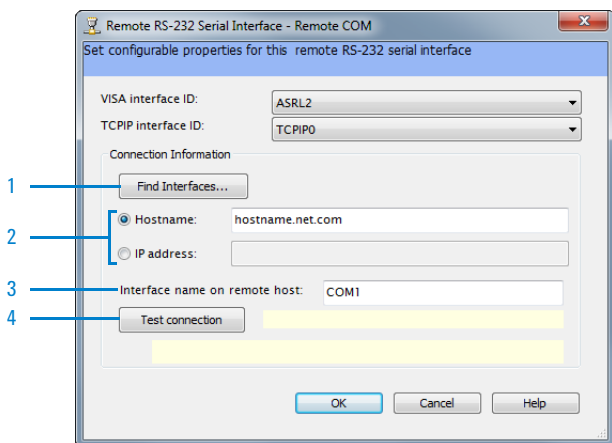 Remote RS-232 Serial Interface - Remote COM
Set configurable properties for this remote RS-232 serial interface
VISA interface ID: ASRL2
TCPIP interface ID: TCPIP0
Connection Information
1 Find Interfaces...
2 Hostname: hostname.net.com
IP address:
3 Interface name on remote host: COM1
4 Test connection
OK Cancel Help